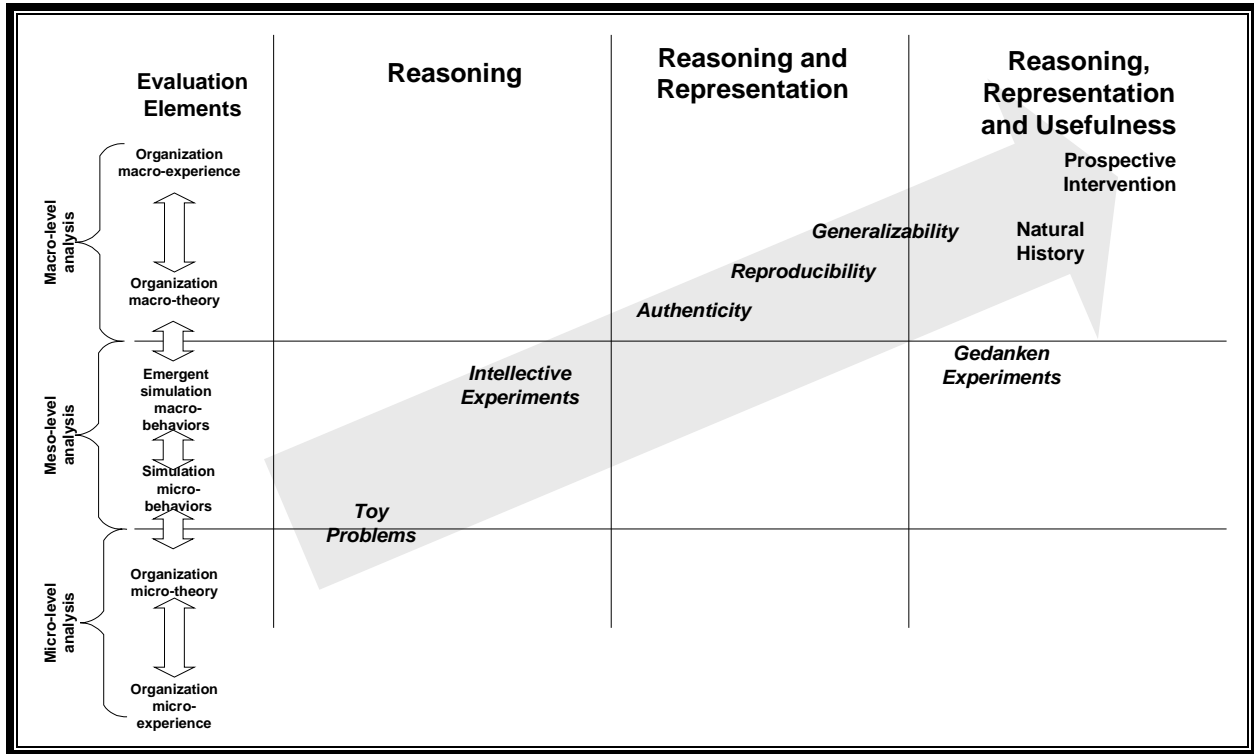 Evaluation
Elements
Reasoning
Reasoning and
Representation
Reasoning,
Representation
and Usefulness
Macro-level
analysis
Organization
macro-experience
Organization
macro-theory
Prospective
Intervention
Natural
History
Generalizability
Reproducibility
Authenticity
Meso-level
analysis
Emergent
simulation
macro-
behaviors
Simulation
micro-
behaviors
Intellective
Experiments
Gedanken
Experiments
Toy
Problems
Micro-level
analysis
Organization
micro-theory
Organization
micro-
experience